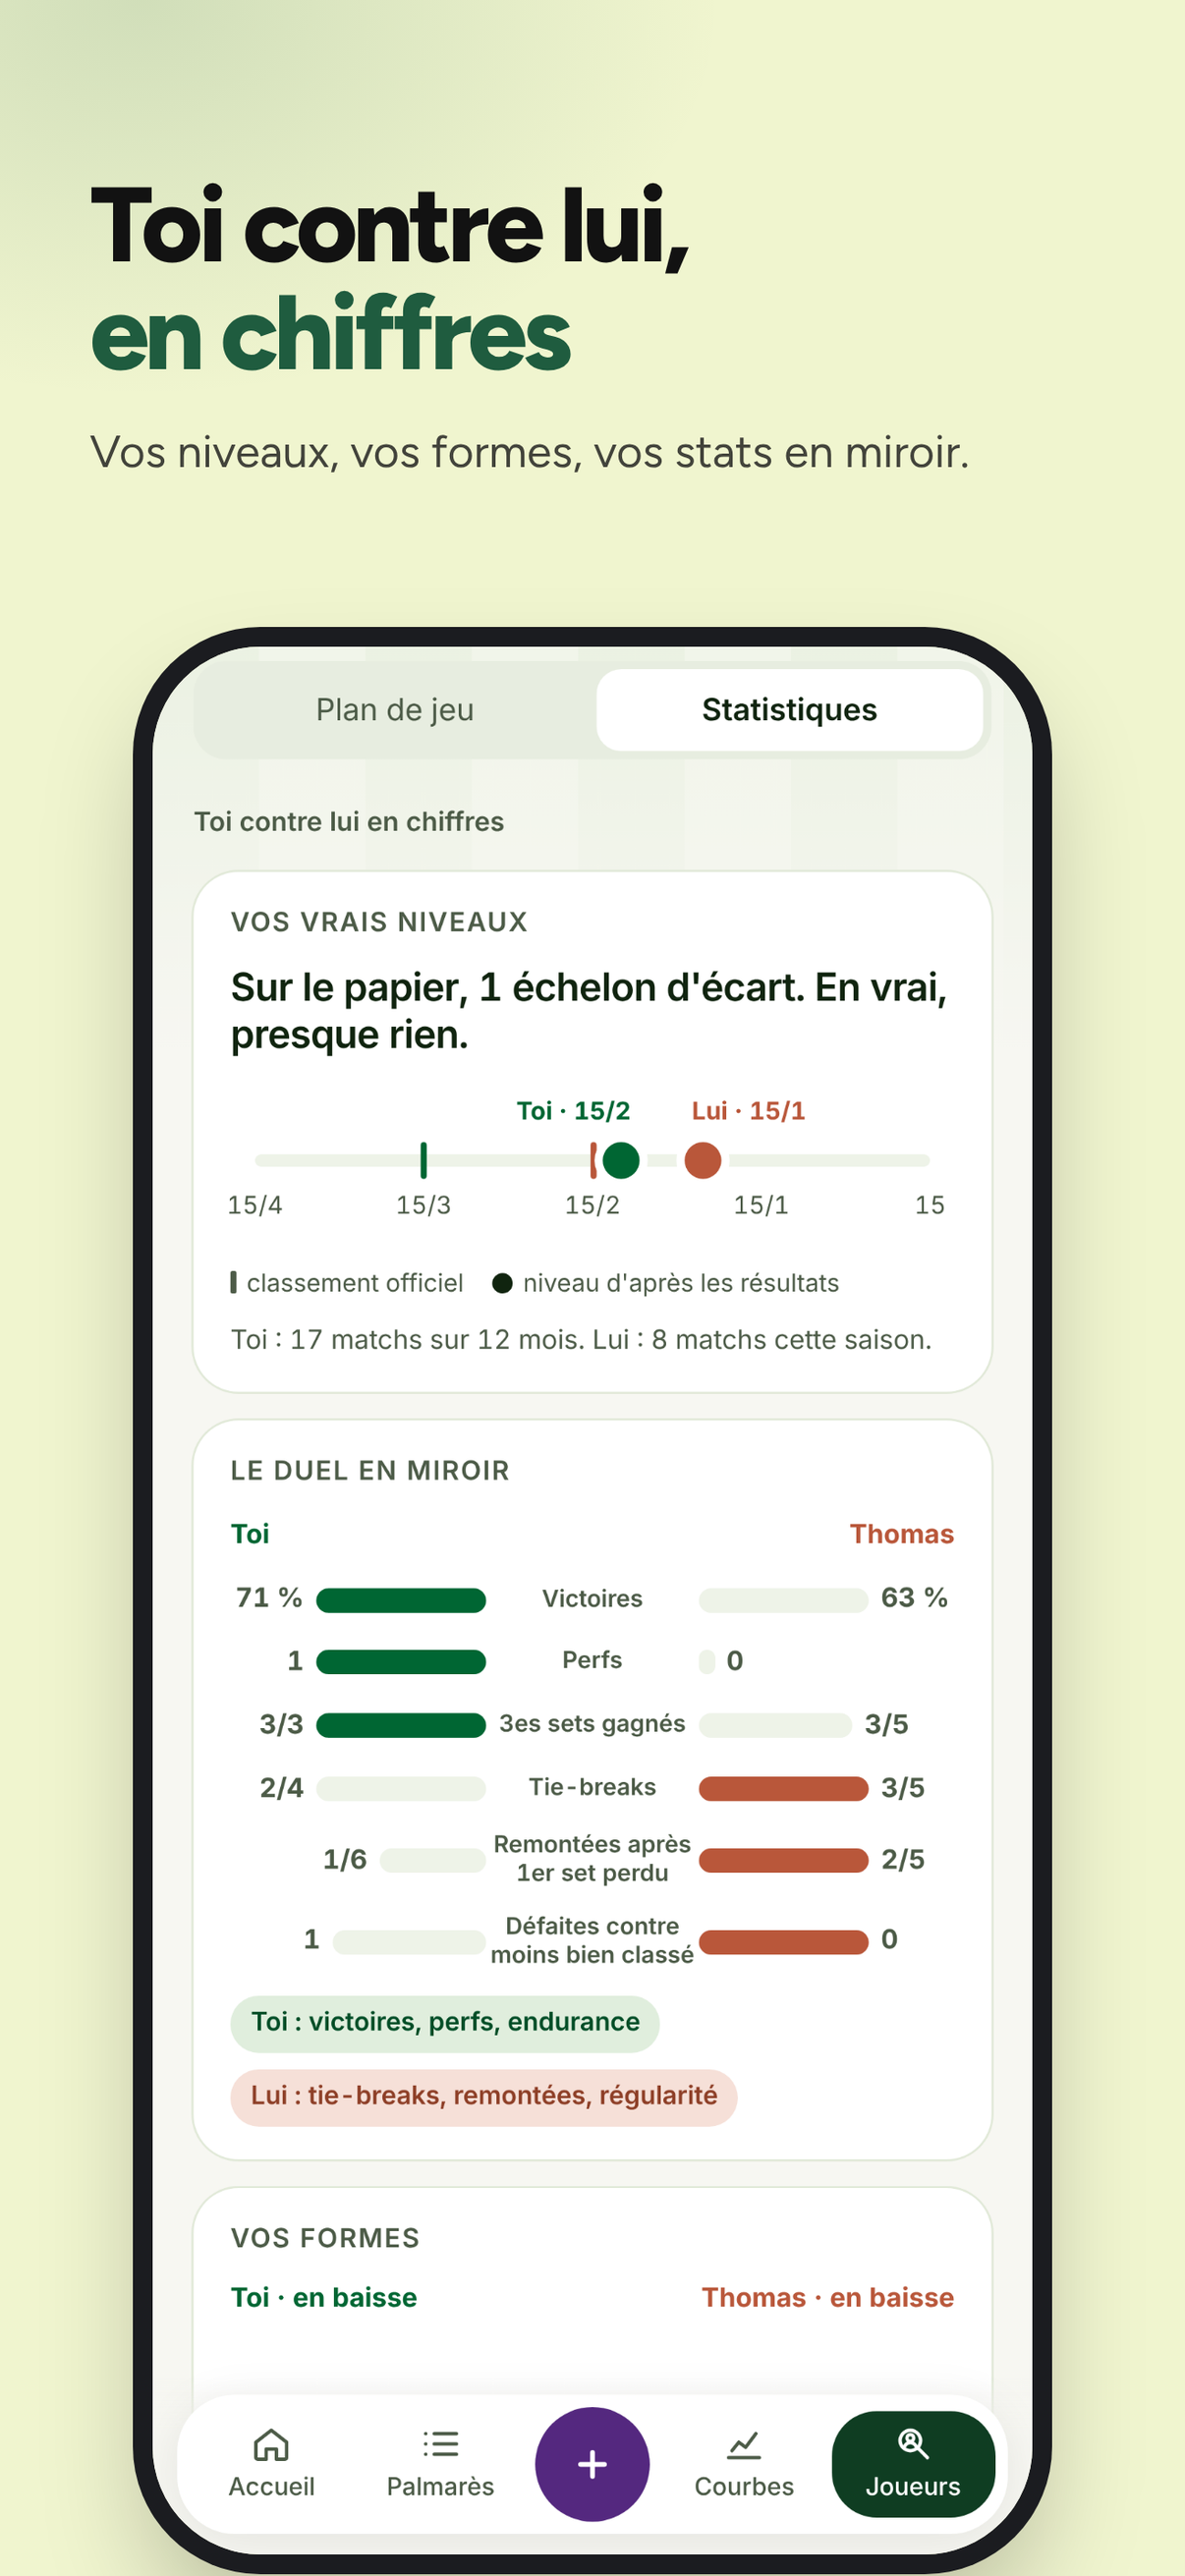 Toi contre lui,
en chiffres
Vos niveaux, vos formes, vos stats en miroir.
Plan de jeu
Statistiques
Toi contre lui en chiffres
VOS VRAIS NIVEAUX
Sur le papier, 1 échelon d'écart. En vrai,
presque rien.
Toi · 15/2
Lui · 15/1
15/4 15/3 15/2 15/1 15
classement officiel
niveau d'après les résultats
Toi : 17 matchs sur 12 mois. Lui : 8 matchs cette saison.
LE DUEL EN MIROIR
Toi
Thomas
71 % Victoires 63 %
1 Perfs 0
3/3 3es sets gagnés 3/5
2/4 Tie-breaks 3/5
1/6 Remontées après
1er set perdu 2/5
1 Défaites contre
moins bien classé 0
Toi : victoires, perfs, endurance
Lui : tie-breaks, remontées, régularité
VOS FORMES
Toi · en baisse
Thomas · en baisse
Accueil
Palmarès
+
Courbes
Joueurs